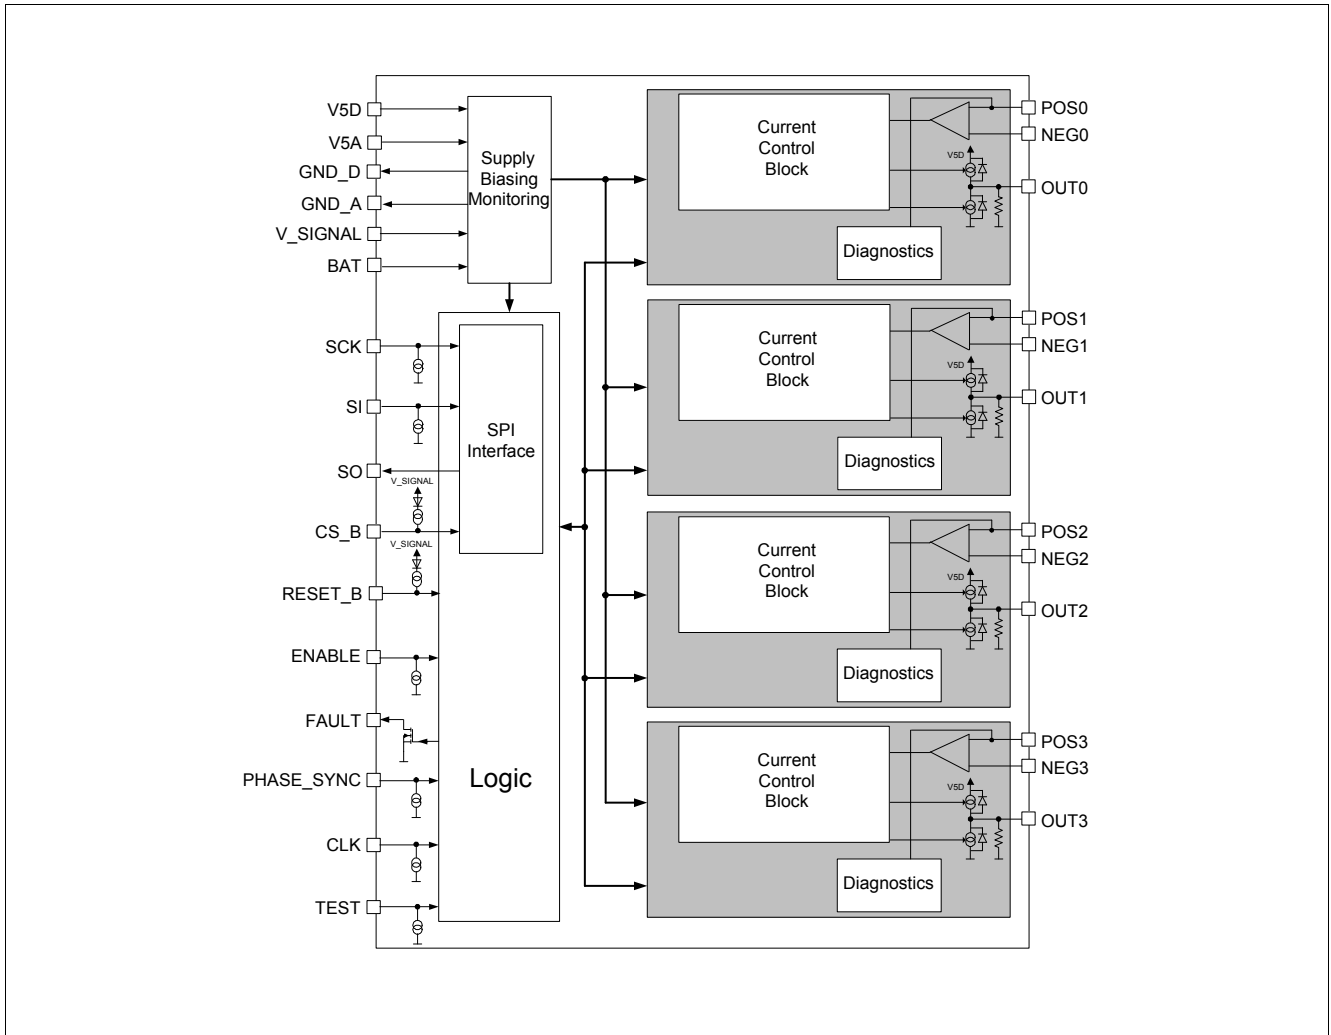 V5D
V5A
GND_D
GND_A
V_SIGNAL
BAT
Supply
Biasing
Monitoring
SCK
SI
SO
V_SIGNAL
CS_B
V_SIGNAL
RESET_B
ENABLE
FAULT
PHASE_SYNC
CLK
TEST
SPI
Interface
Logic
Current
Control
Block
V5D
Diagnostics
POS0
NEG0
OUT0
Current
Control
Block
V5D
Diagnostics
POS1
NEG1
OUT1
Current
Control
Block
V5D
Diagnostics
POS2
NEG2
OUT2
Current
Control
Block
V5D
Diagnostics
POS3
NEG3
OUT3